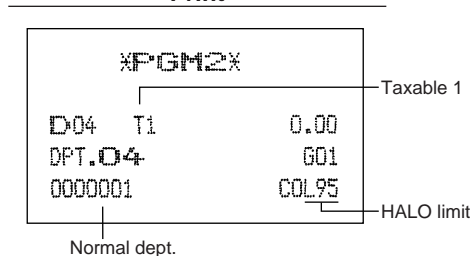 Print
※PGM2※
Taxable 1
D04 T1 0.00
DPT.04 G01
0000001 COL95
HALO limit
Normal dept.